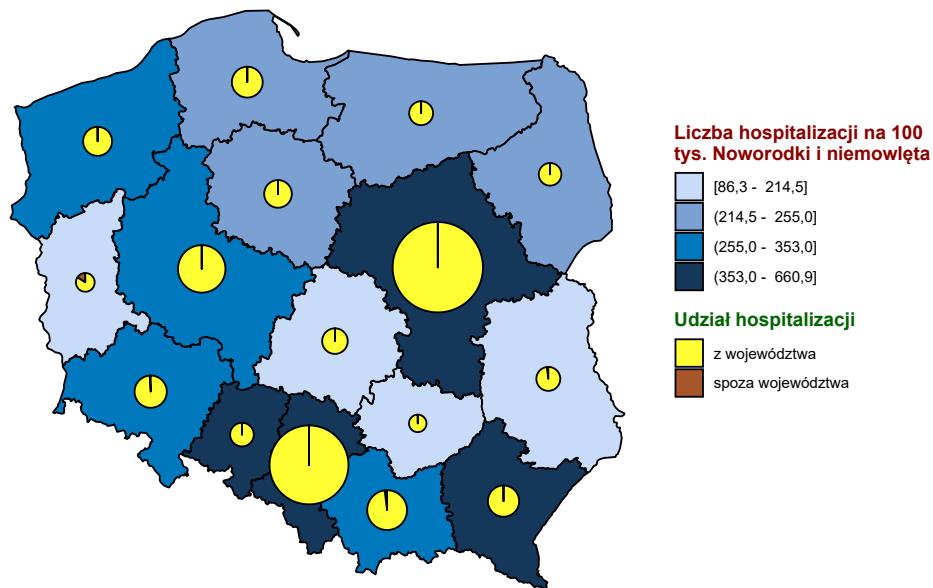 Liczba hospitalizacji na 100
tys. Noworodki i niemowlęta
[86,3 - 214,5]
(214,5 - 255,0]
(255,0 - 353,0]
(353,0 - 660,9]
Udział hospitalizacji
z województwa
spoza województwa